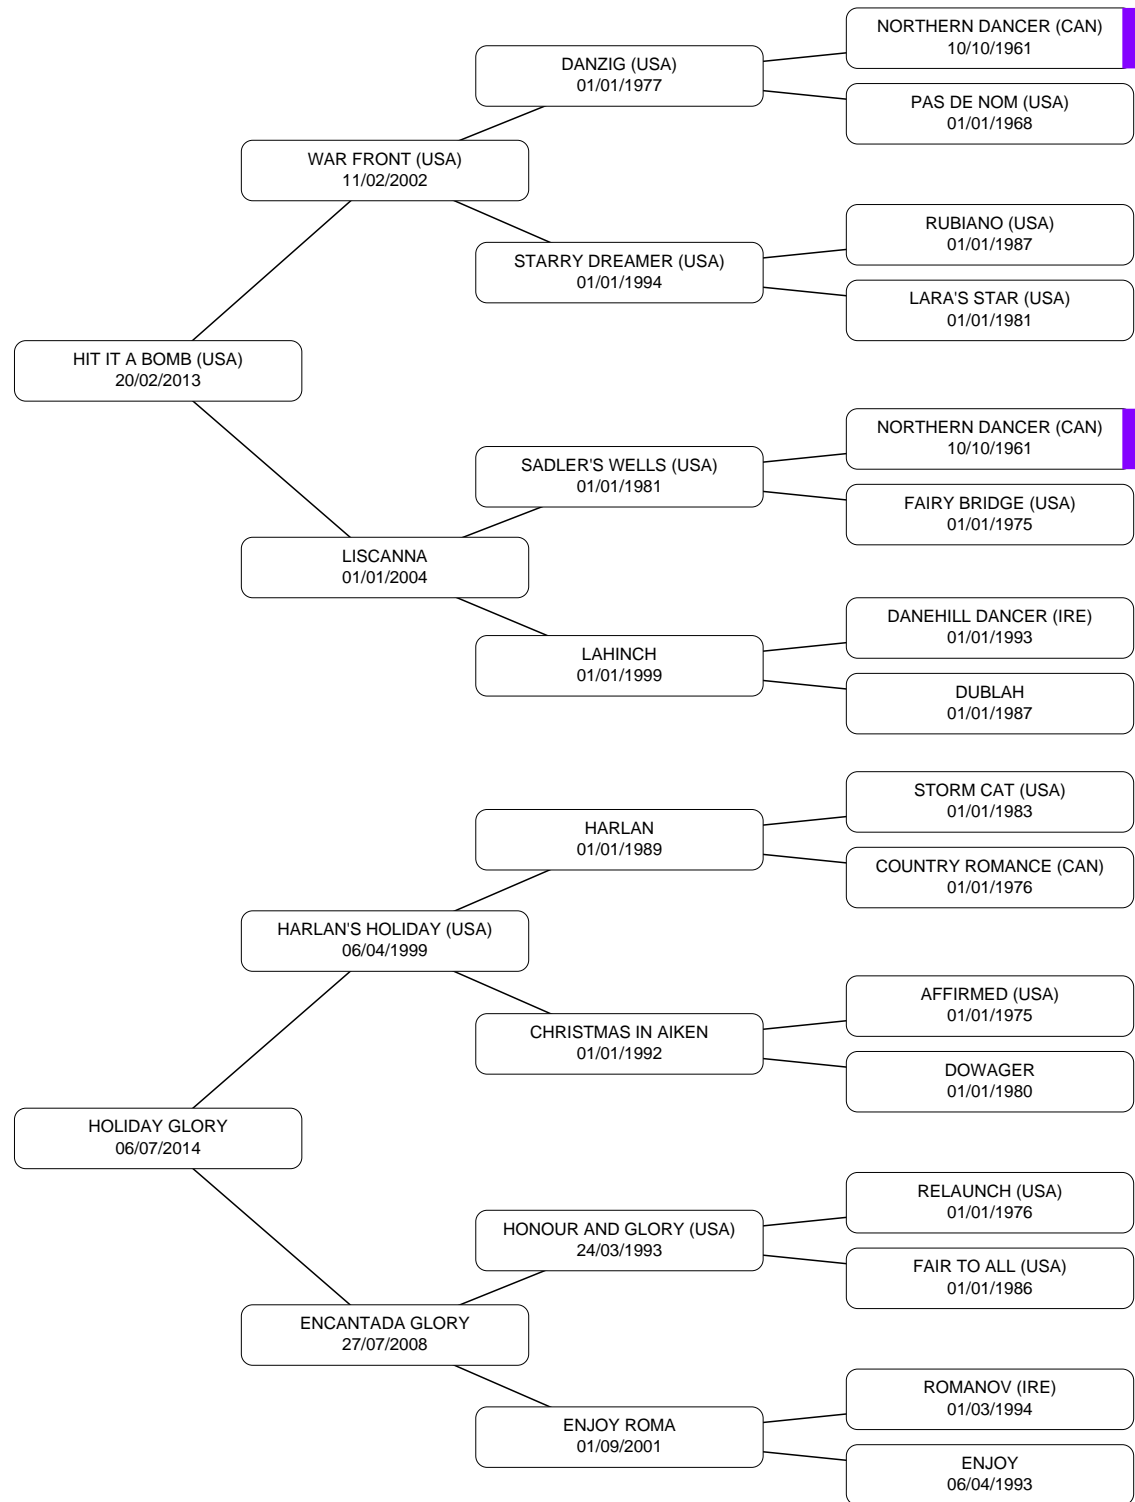 NORTHERN DANCER (CAN)
10/10/1961
DANZIG (USA)
01/01/1977
PAS DE NOM (USA)
01/01/1968
WAR FRONT (USA)
11/02/2002
RUBIANO (USA)
01/01/1987
STARRY DREAMER (USA)
01/01/1994
LARA'S STAR (USA)
01/01/1981
HIT IT A BOMB (USA)
20/02/2013
NORTHERN DANCER (CAN)
10/10/1961
SADLER'S WELLS (USA)
01/01/1981
FAIRY BRIDGE (USA)
01/01/1975
LISCANNA
01/01/2004
DANEHILL DANCER (IRE)
01/01/1993
LAHINCH
01/01/1999
DUBLAH
01/01/1987
STORM CAT (USA)
01/01/1983
HARLAN
01/01/1989
COUNTRY ROMANCE (CAN)
01/01/1976
HARLAN'S HOLIDAY (USA)
06/04/1999
AFFIRMED (USA)
01/01/1975
CHRISTMAS IN AIKEN
01/01/1992
DOWAGER
01/01/1980
HOLIDAY GLORY
06/07/2014
RELAUNCH (USA)
01/01/1976
HONOUR AND GLORY (USA)
24/03/1993
FAIR TO ALL (USA)
01/01/1986
ENCANTADA GLORY
27/07/2008
ROMANOV (IRE)
01/03/1994
ENJOY ROMA
01/09/2001
ENJOY
06/04/1993